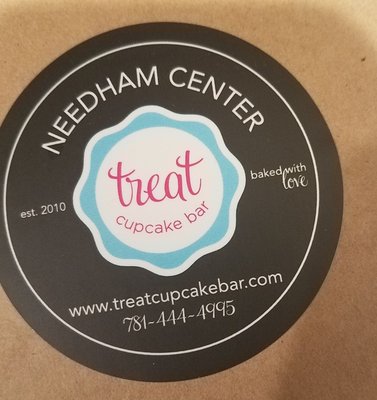 NEEDHAM CENTER
treat
cupcake bar
est. 2010
baked with
love
www.treatcupcakebar.com
781-444-4995